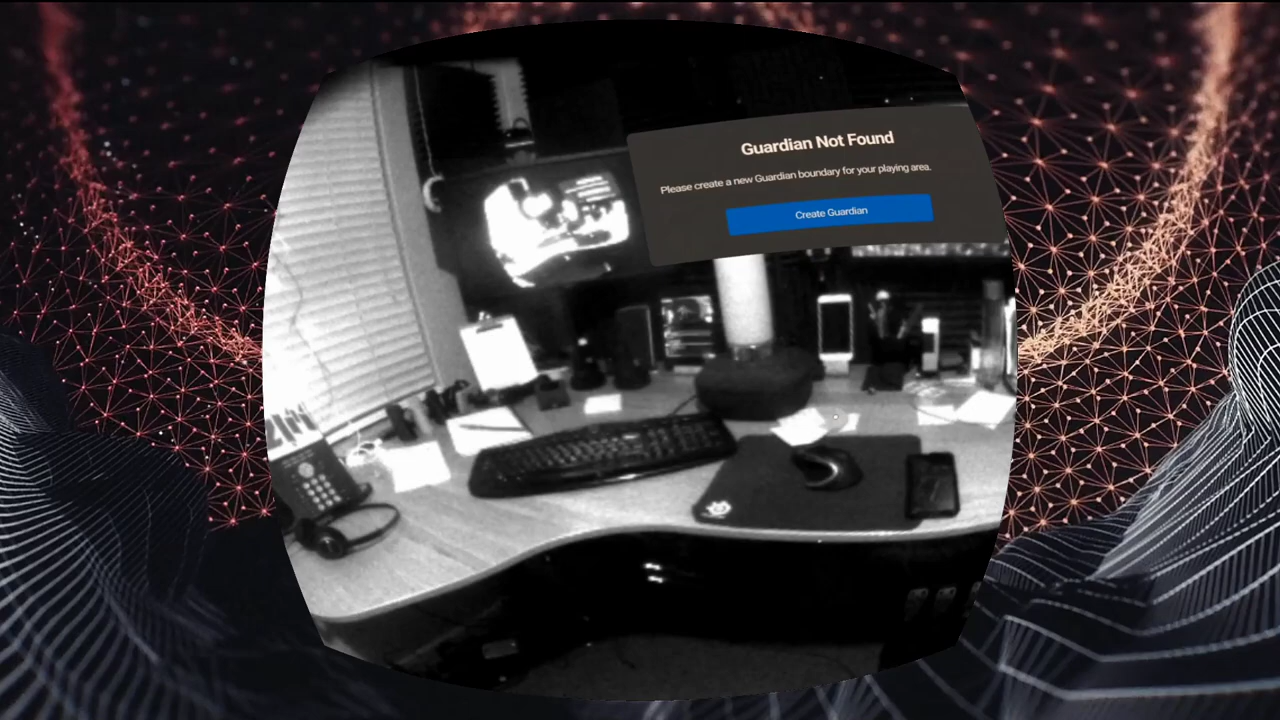 Guardian Not Found
Please create a new Guardian boundary for your playing area.
Create Guardian